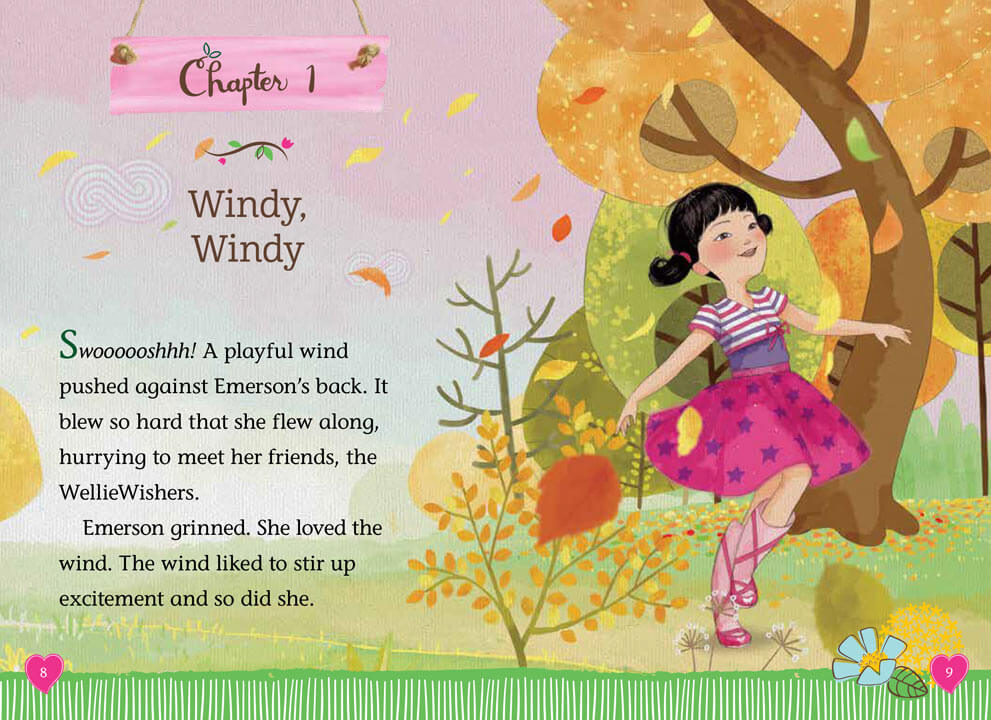 Chapter 1
Windy,
Windy
Swoooooshhh! A playful wind
pushed against Emerson’s back. It
blew so hard that she flew along,
hurrying to meet her friends, the
WellieWishers.
Emerson grinned. She loved the
wind. The wind liked to stir up
excitement and so did she.
8
9